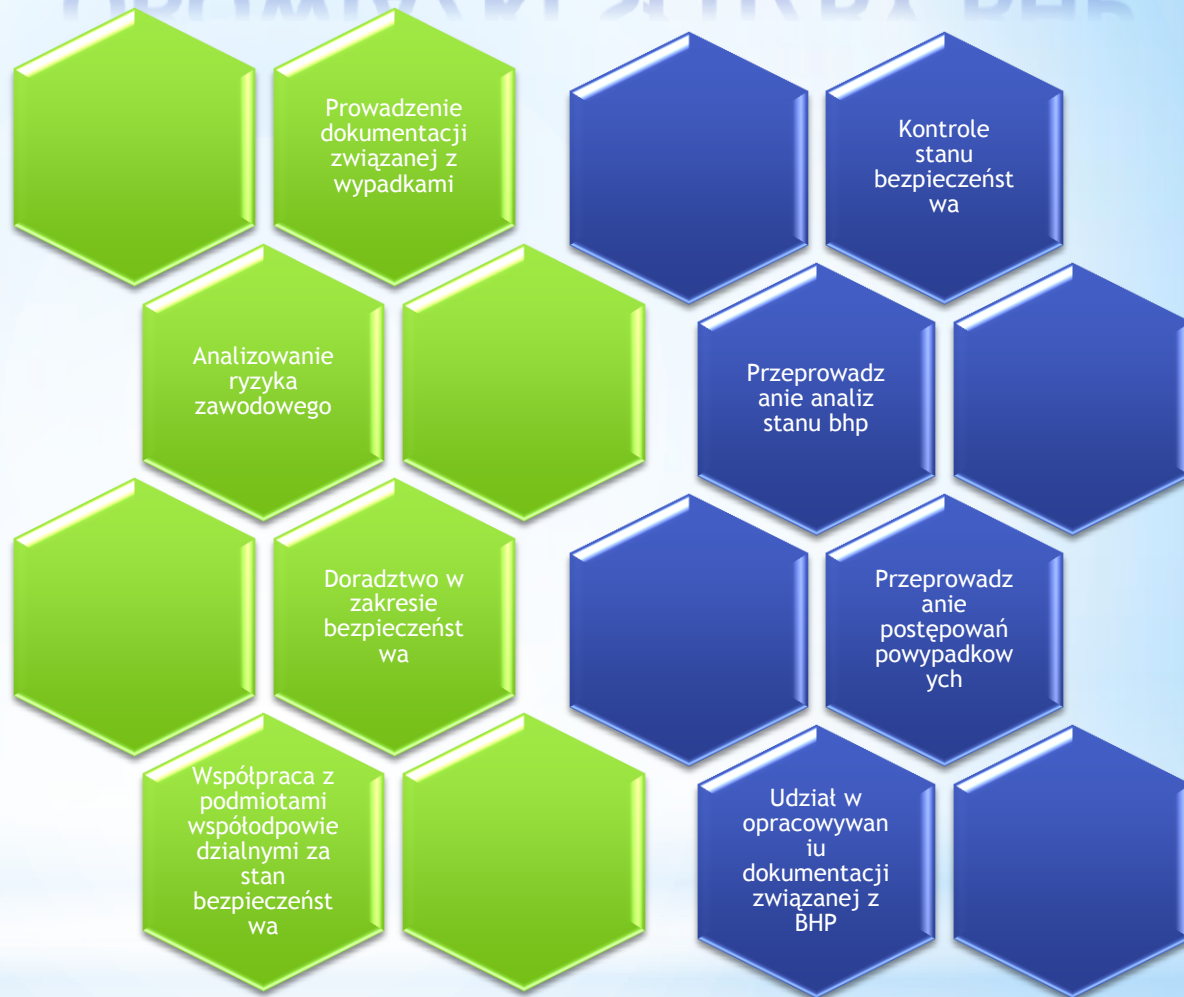 Prowadzenie
dokumentacji
związanej z
wypadkami
Analizowanie
ryzyka
zawodowego
Doradztwo w
zakresie
bezpieczeńst
wa
Współpraca z
podmiotami
współodpowie
dzialnymi za
stan
bezpieczeńst
wa
Kontrole
stanu
bezpieczeńst
wa
Przeprowadz
anie analiz
stanu bhp
Przeprowadz
anie
postępowań
powypadkow
ych
Udział w
opracowywan
iu
dokumentacji
związanej z
BHP